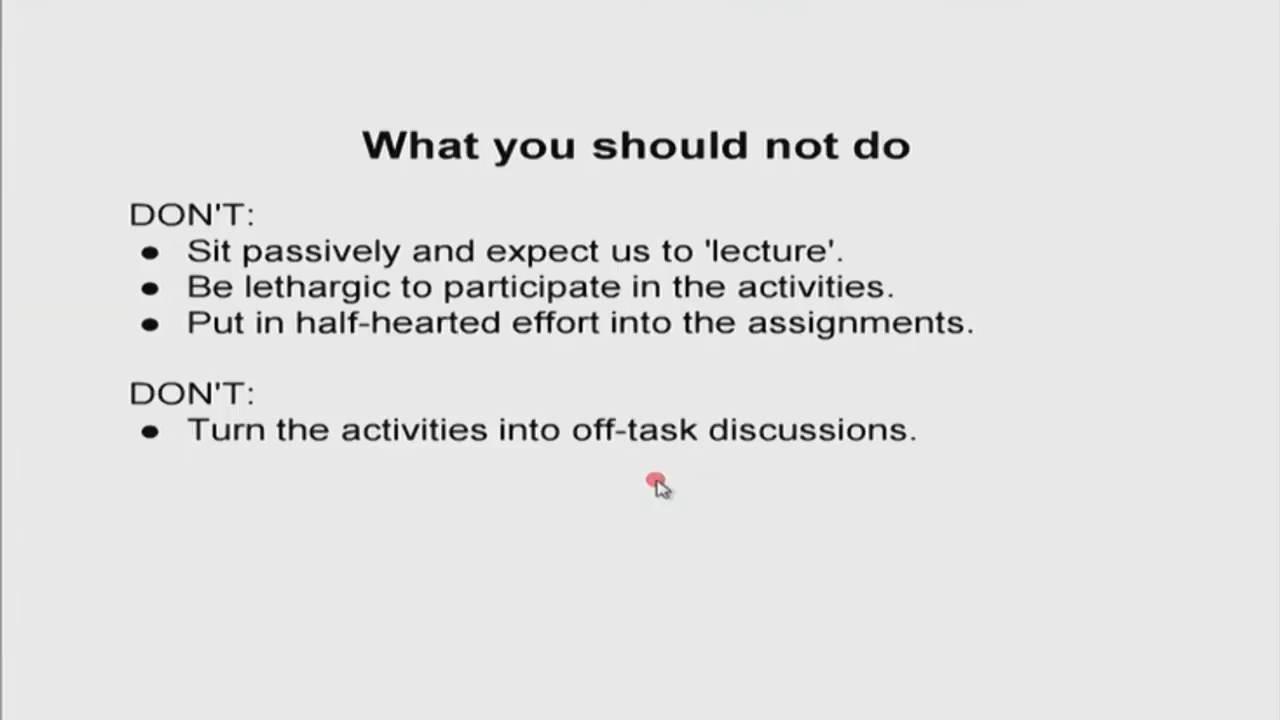 What you should not do
DON'T:
● Sit passively and expect us to 'lecture'.
● Be lethargic to participate in the activities.
● Put in half-hearted effort into the assignments.
DON'T:
● Turn the activities into off-task discussions.